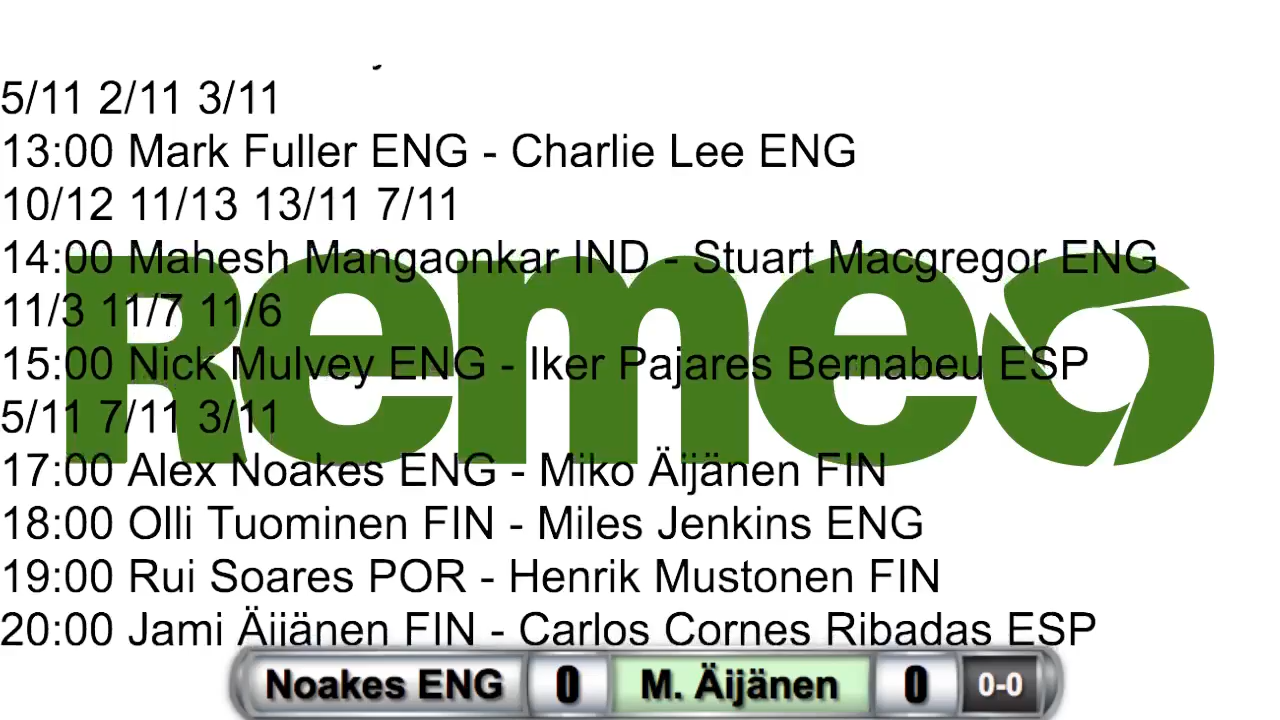 5/11 2/11 3/11
13:00 Mark Fuller ENG - Charlie Lee ENG
10/12 11/13 13/11 7/11
14:00 Mahesh Mangaonkar IND - Stuart Macgregor ENG
11/3 11/7 11/6
15:00 Nick Mulvey ENG - Iker Pajares Bernabeu ESP
5/11 7/11 3/11
17:00 Alex Noakes ENG - Miko Äijänen FIN
18:00 Olli Tuominen FIN - Miles Jenkins ENG
19:00 Rui Soares POR - Henrik Mustonen FIN
20:00 Jami Äijänen FIN - Carlos Cornes Ribadas ESP
Remeo
Noakes ENG 0 M. Äijänen 0 0-0